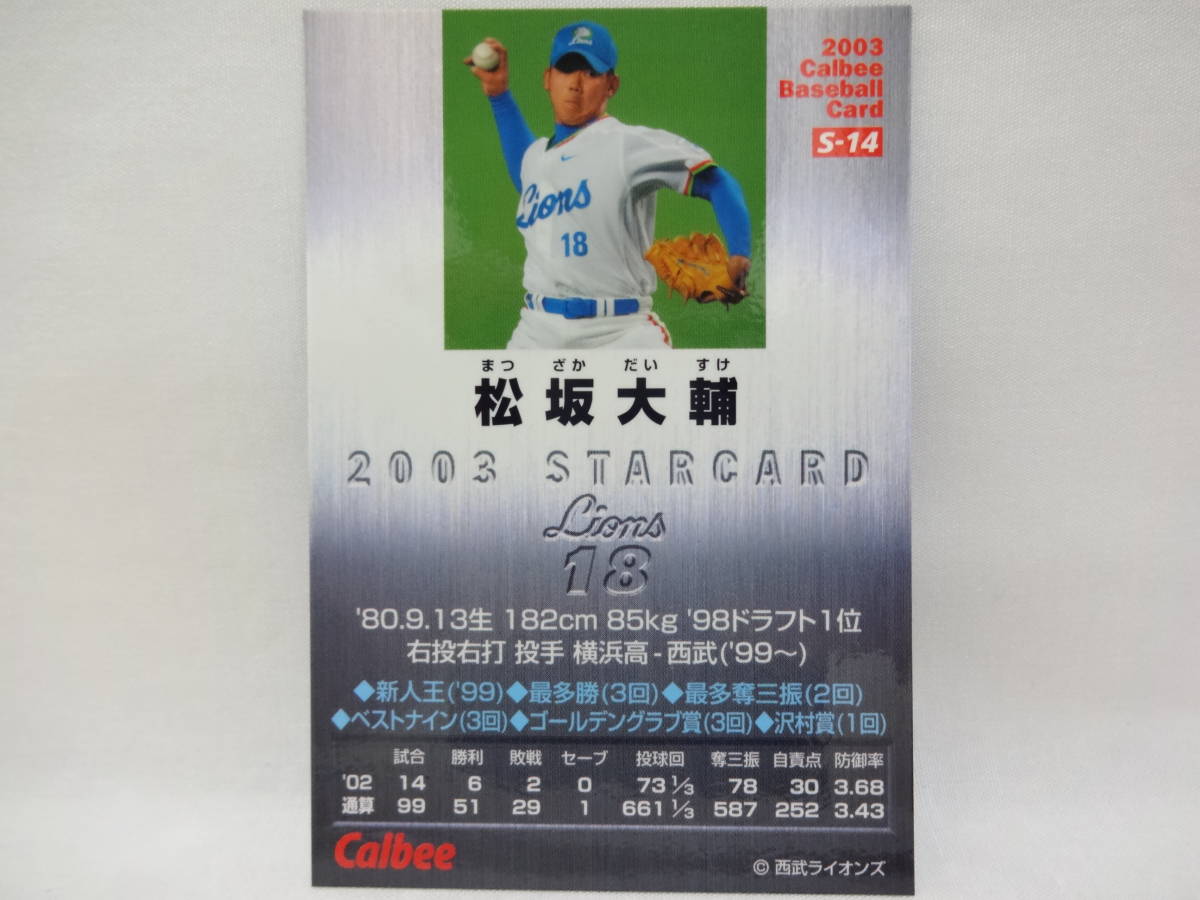 2003
Calbee
Baseball
Card
S-14
Lions
Lions
18
まつ ざか だい すけ
松坂大輔
2003 STARCARD
Lions
18
'80.9.13生 182cm 85kg '98ドラフト1位
右投右打 投手 横浜高-西武('99～)
◆新人王('99)◆最多勝(3回)◆最多奪三振(2回)
◆ベストナイン(3回)◆ゴールデングラブ賞(3回)◆沢村賞(1回)
試合 勝利 敗戦 セーブ 投球回 奪三振 自責点 防御率
'02 14 6 2 0 73 1/3 78 30 3.68
通算 99 51 29 1 661 1/3 587 252 3.43
Calbee
© 西武ライオンズ